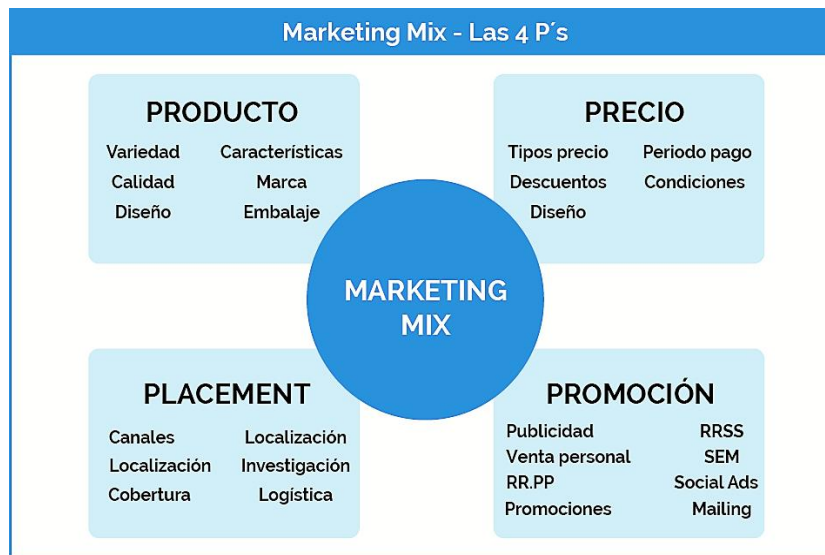 Marketing Mix - Las 4 P´s
PRODUCTO
Variedad Características
Calidad Marca
Diseño Embalaje
PRECIO
Tipos precio Periodo pago
Descuentos Condiciones
Diseño
MARKETING
MIX
PLACEMENT
Canales Localización
Localización Investigación
Cobertura Logística
PROMOCIÓN
Publicidad RRSS
Venta personal SEM
RR.PP Social Ads
Promociones Mailing